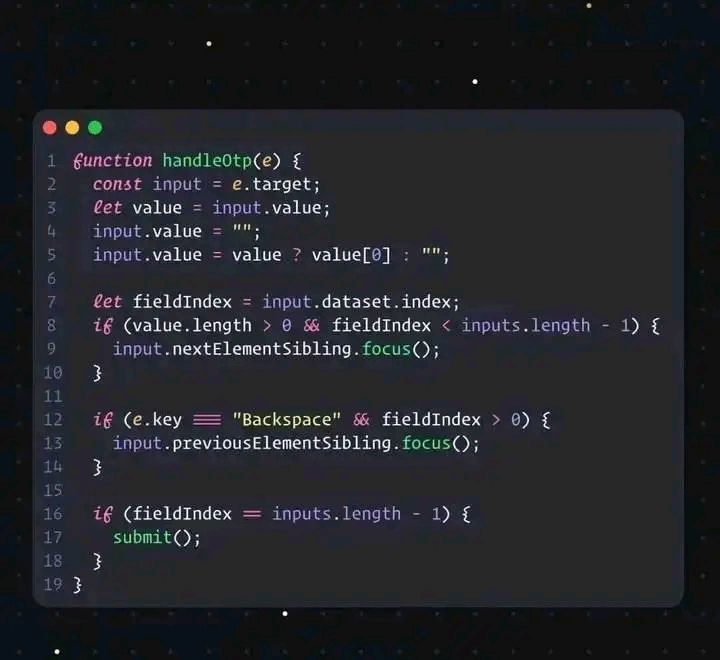 1 function handleOtp(e) {
2   const input = e.target;
3   let value = input.value;
4   input.value = "";
5   input.value = value ? value[0] : "";
6
7   let fieldIndex = input.dataset.index;
8   if (value.length > 0 && fieldIndex < inputs.length - 1) {
9     input.nextElementSibling.focus();
10   }
11
12   if (e.key === "Backspace" && fieldIndex > 0) {
13     input.previousElementSibling.focus();
14   }
15
16   if (fieldIndex == inputs.length - 1) {
17     submit();
18   }
19 }